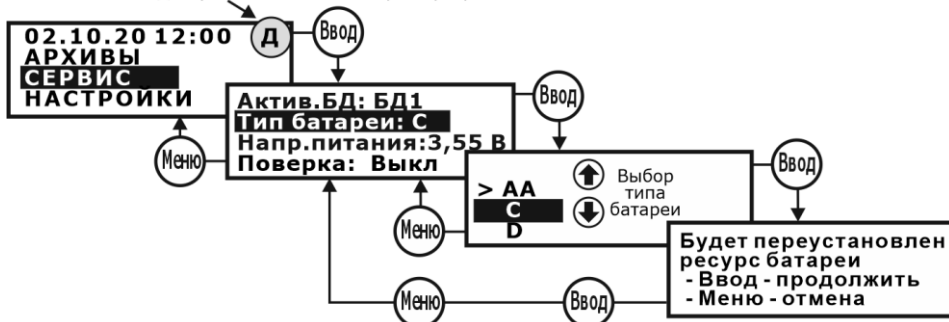 02.10.20 12:00
АРХИВЫ
СЕРВИС
НАСТРОЙКИ
Д
Ввод
Меню
Актив.БД: БД1
Тип батареи: С
Напр.питания:3,55 В
Поверка: Выкл
Ввод
Меню
> АА
С
D
Выбор
типа
батареи
Ввод
Будет переустановлен
ресурс батареи
- Ввод - продолжить
- Меню - отмена
Меню
Ввод